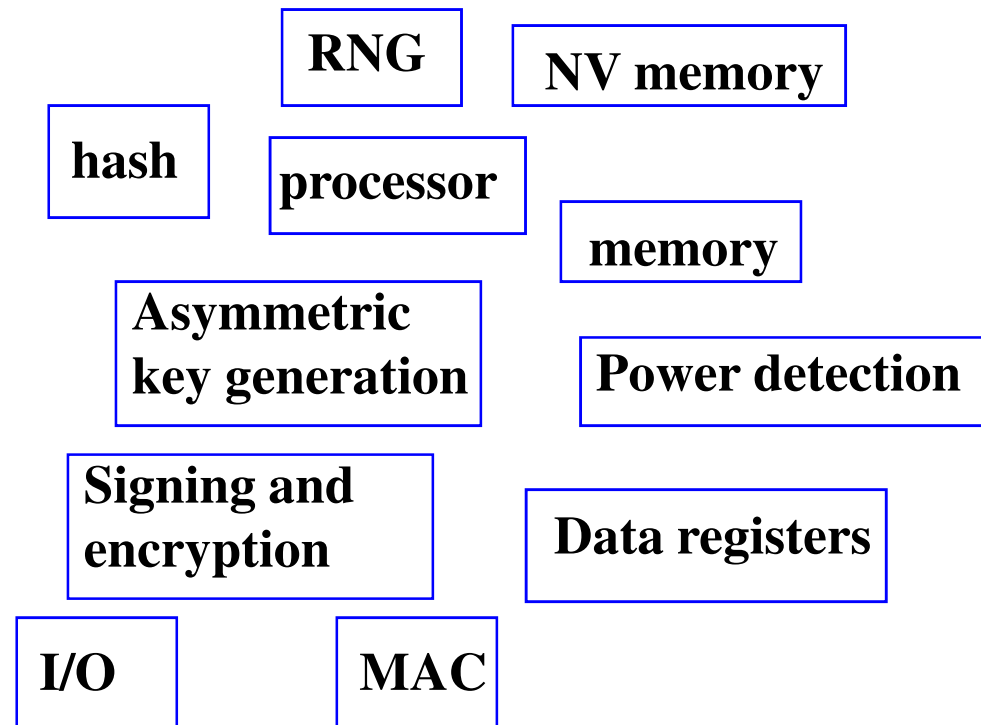 RNG
NV memory
hash
processor
memory
Asymmetric
key generation
Power detection
Signing and
encryption
Data registers
I/O
MAC